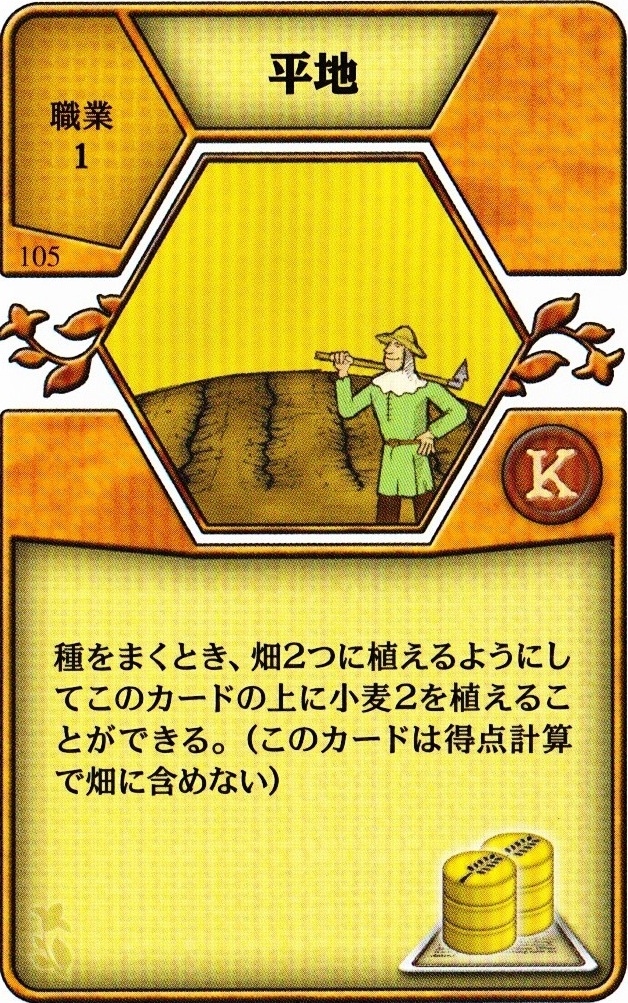 平地
職業
1
105
K
種をまくとき、畑2つに植えるようにし
てこのカードの上に小麦2を植えるこ
とができる。(このカードは得点計算
で畑に含めない)